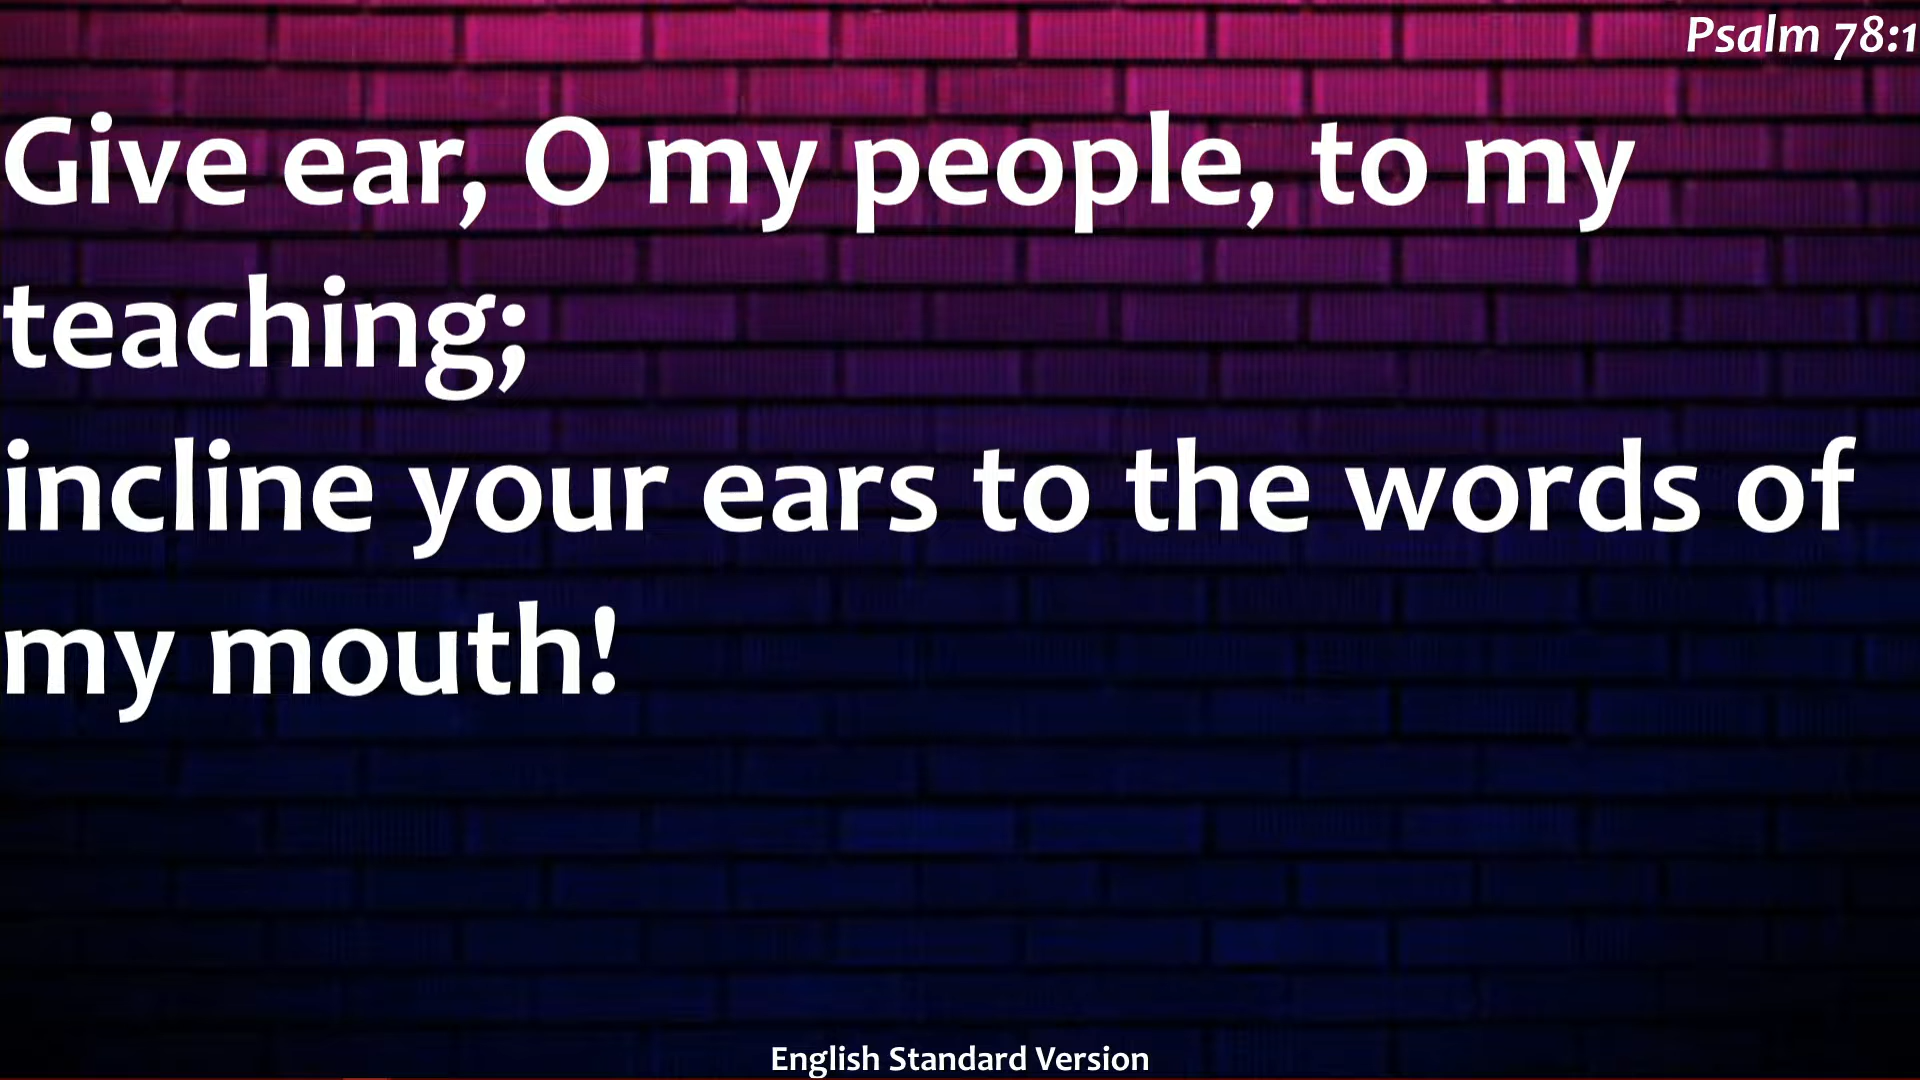 Psalm 78:1
Give ear, O my people, to my
teaching;
incline your ears to the words of
my mouth!
English Standard Version